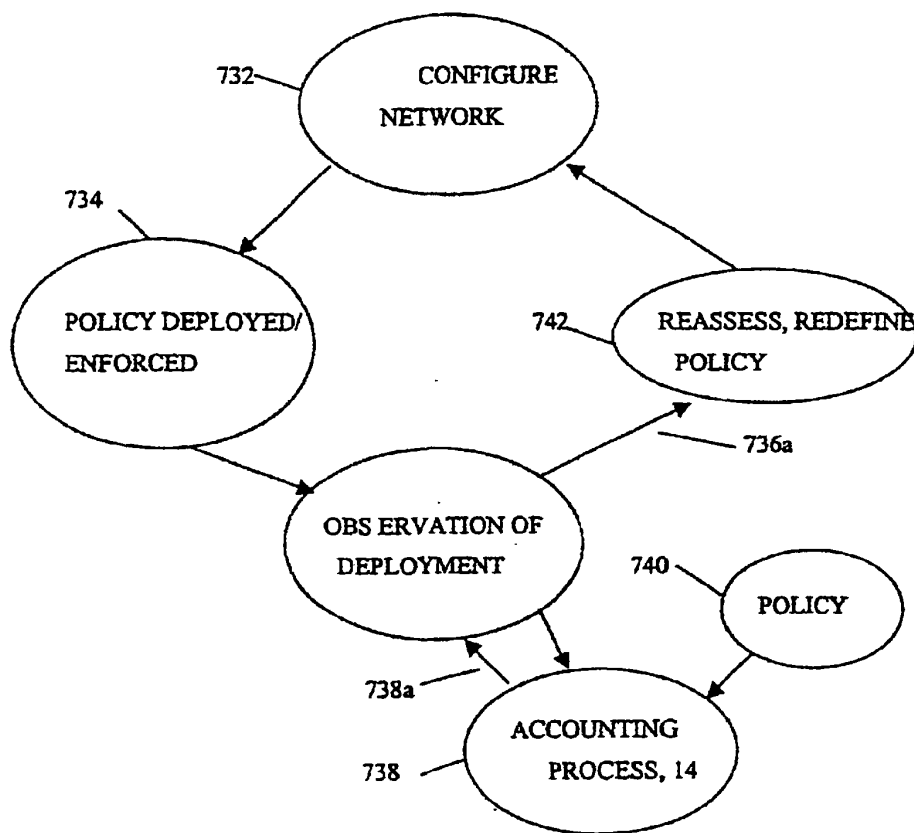 732
CONFIGURE
NETWORK
734
POLICY DEPLOYED/
ENFORCED
742
REASSESS, REDEFINE
POLICY
736a
OBS ERVATION OF
DEPLOYMENT
740
POLICY
738a
738
ACCOUNTING
PROCESS, 14